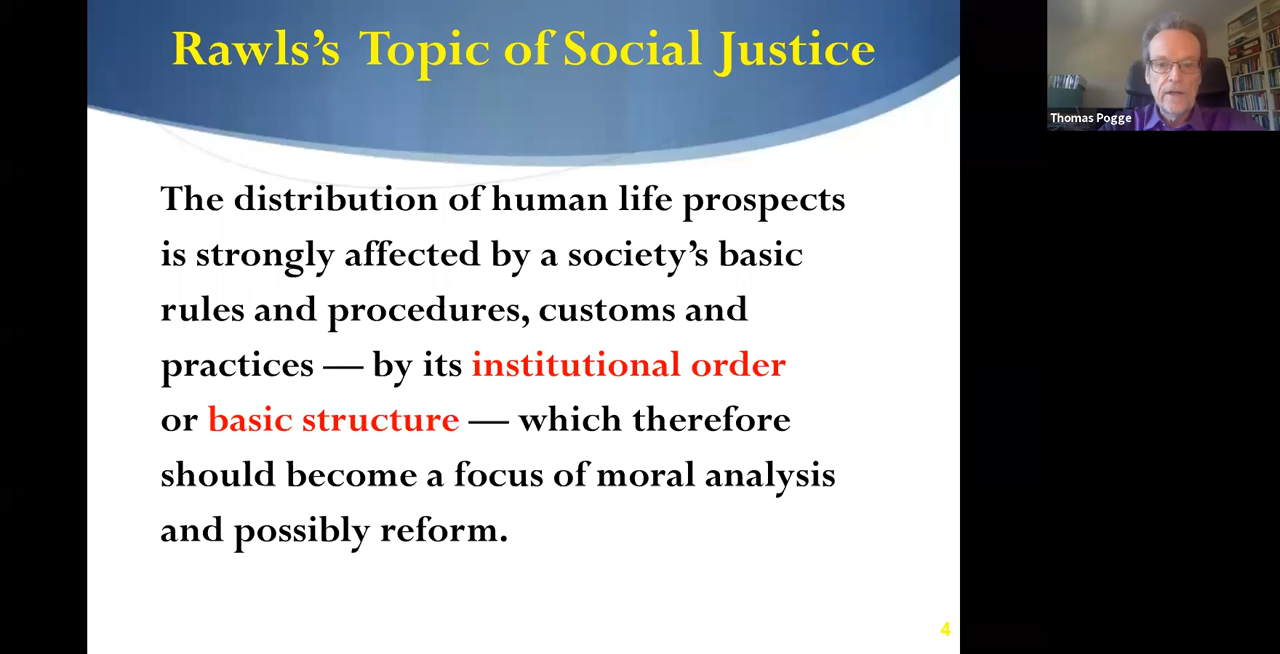 Rawls’s Topic of Social Justice
Thomas Pogge
The distribution of human life prospects
is strongly affected by a society’s basic
rules and procedures, customs and
practices — by its institutional order
or basic structure — which therefore
should become a focus of moral analysis
and possibly reform.
4